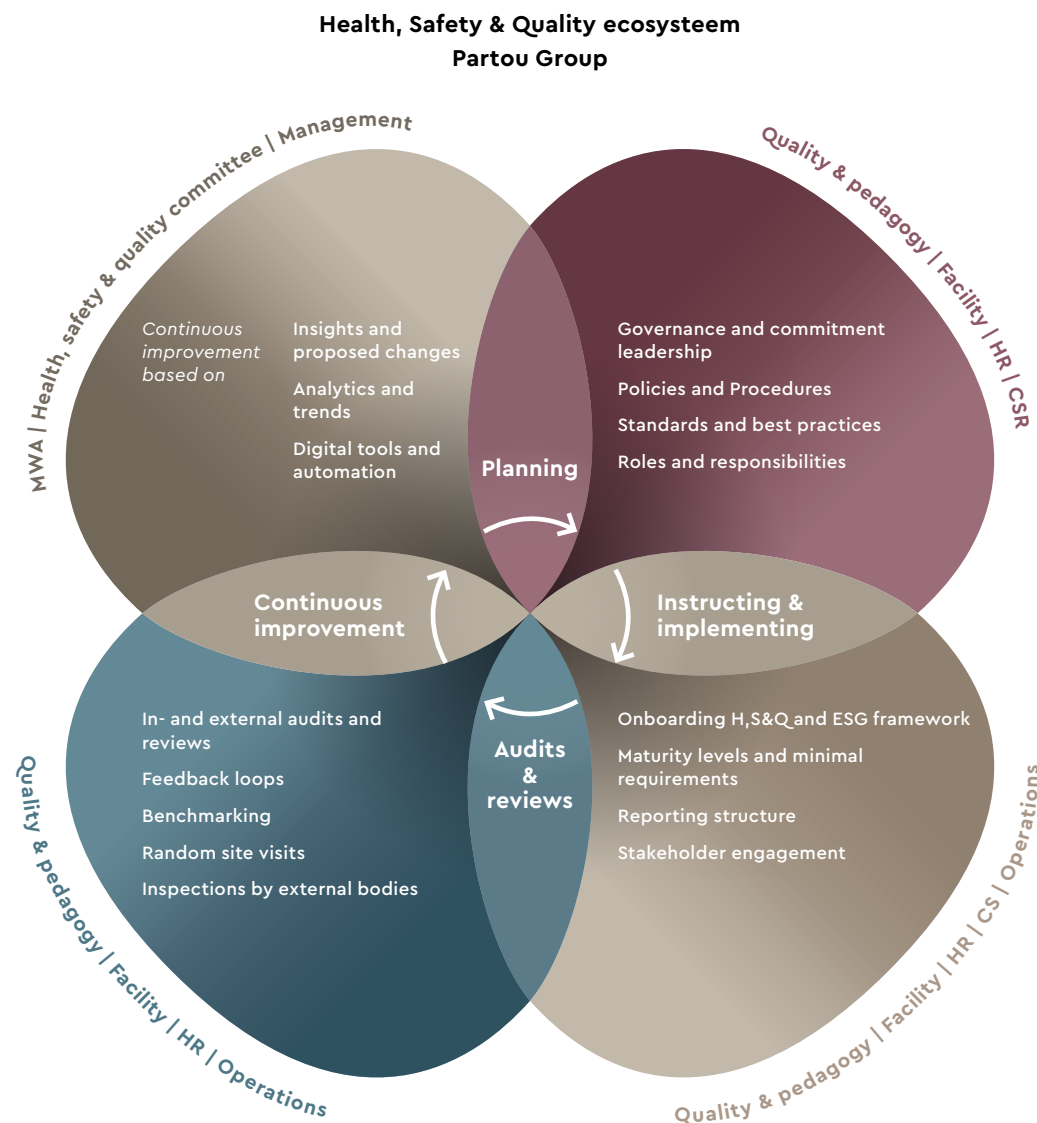 Health, Safety & Quality ecosysteem
Partou Group
MWA | Health, safety & quality committee | Management
Quality & pedagogy | Facility | HR | CSR
Continuous
improvement
based on
Insights and
proposed changes
Analytics and
trends
Digital tools and
automation
Planning
Governance and commitment
leadership
Policies and Procedures
Standards and best practices
Roles and responsibilities
Continuous
improvement
Instructing &
implementing
In- and external audits and
reviews
Feedback loops
Benchmarking
Random site visits
Inspections by external bodies
Audits
&
reviews
Onboarding H,S&Q and ESG framework
Maturity levels and minimal
requirements
Reporting structure
Stakeholder engagement
Quality & pedagogy | Facility | HR | Operations
Quality & pedagogy | Facility | HR | CS | Operations